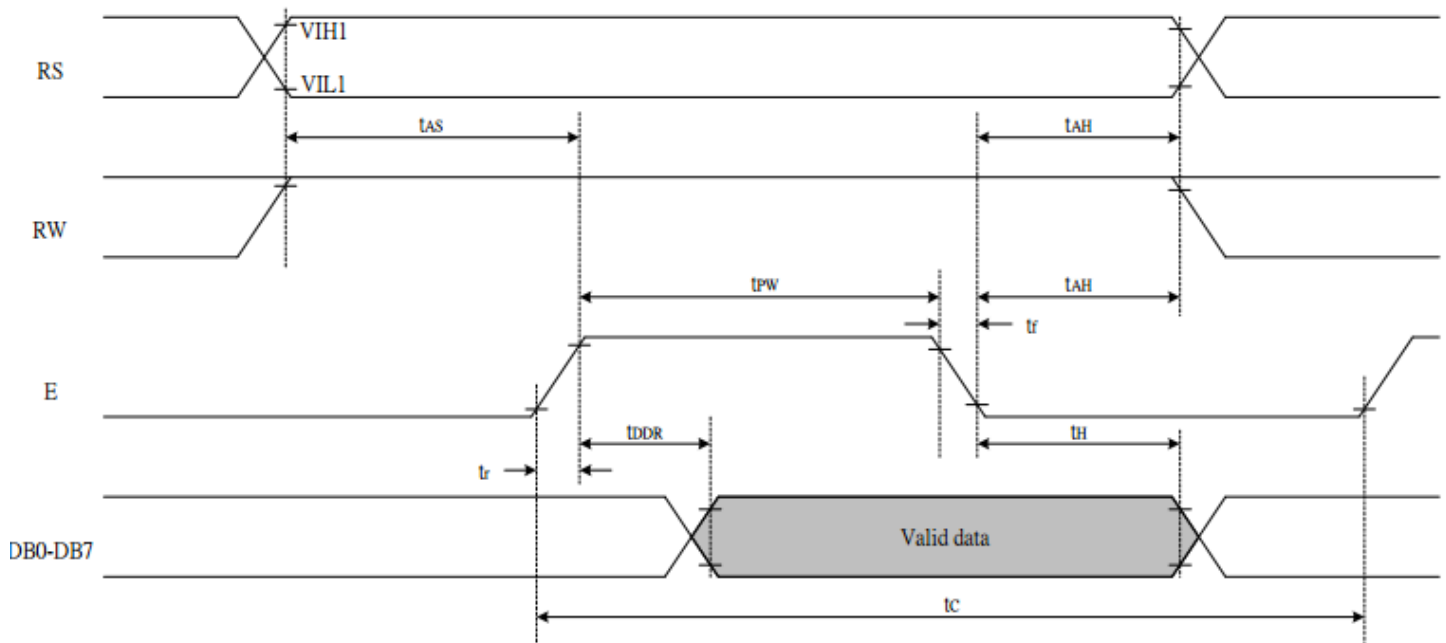 VIH1
RS
VIL1
tAS
tAH
RW
tPW
tAH
tf
E
tDDR
tH
tr
DB0-DB7
Valid data
tC